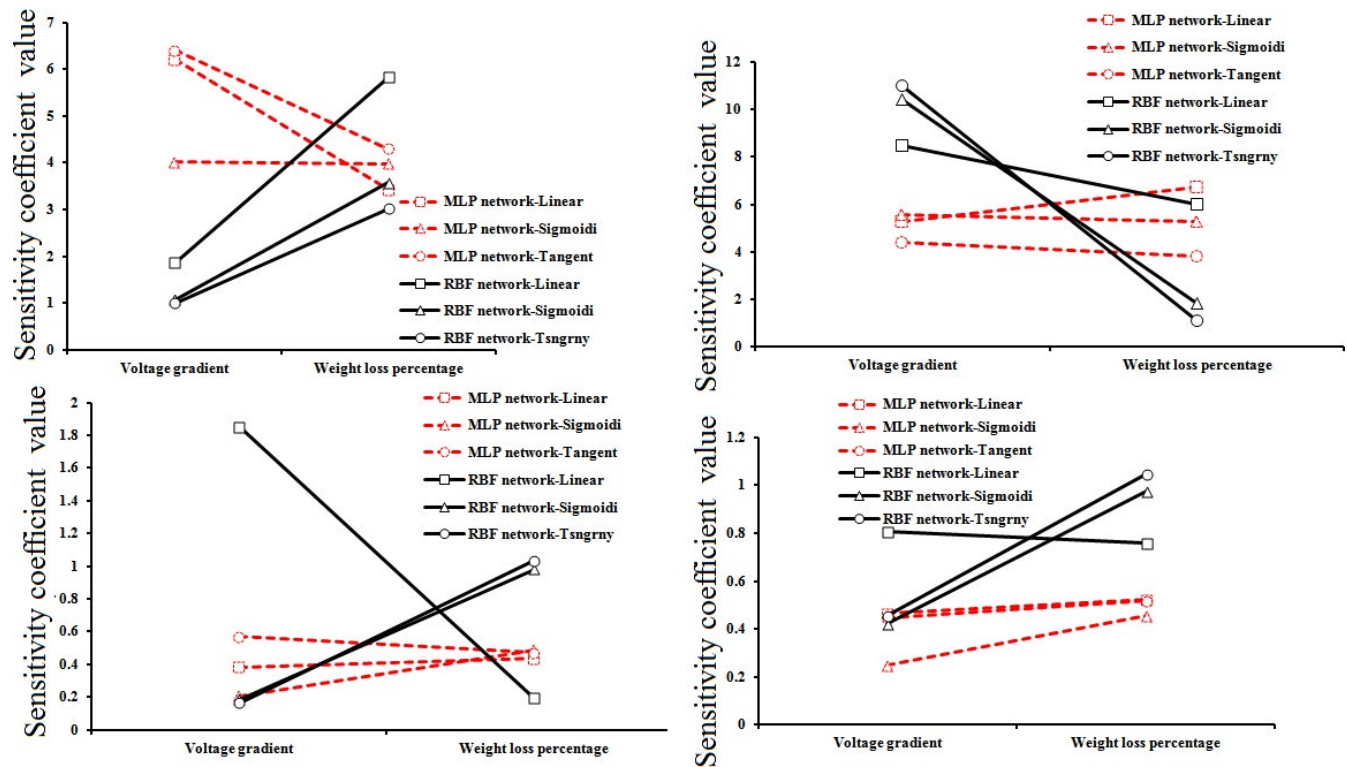 Sensitivity coefficient value
7
6
5
4
3
2
1
0
MLP network-Linear
MLP network-Sigmoidi
MLP network-Tangent
RBF network-Linear
RBF network-Sigmoidi
RBF network-Tsngrny
Voltage gradient
Weight loss percentage
Sensitivity coefficient value
MLP network-Linear
MLP network-Sigmoidi
MLP network-Tangent
RBF network-Linear
RBF network-Sigmoidi
RBF network-Tsngrny
12
10
8
6
4
2
0
Voltage gradient
Weight loss percentage
Sensitivity coefficient value
2
1.8
1.6
1.4
1.2
1
0.8
0.6
0.4
0.2
0
MLP network-Linear
MLP network-Sigmoidi
MLP network-Tangent
RBF network-Linear
RBF network-Sigmoidi
RBF network-Tsngrny
Voltage gradient
Weight loss percentage
Sensitivity coefficient value
MLP network-Linear
MLP network-Sigmoidi
MLP network-Tangent
RBF network-Linear
RBF network-Sigmoidi
RBF network-Tsngrny
1.2
1
0.8
0.6
0.4
0.2
0
Voltage gradient
Weight loss percentage